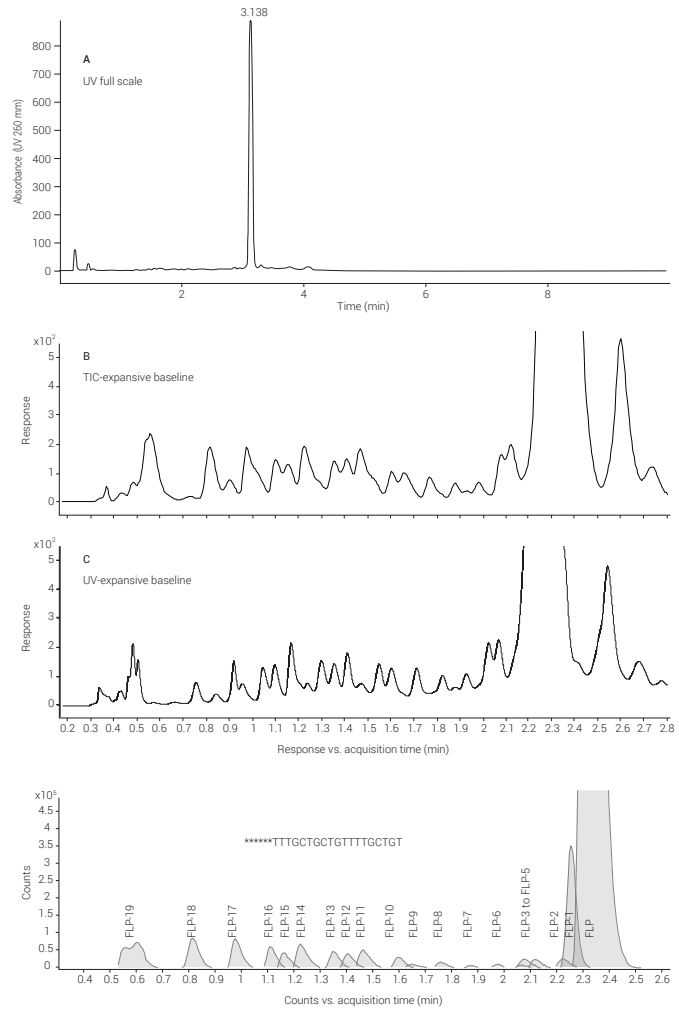 3.138
A
UV full scale
800
700
600
500
400
300
200
100
0
Absorbance (UV 260 mm)
2 4 6 8
Time (min)
x10²
B
TIC-expansive baseline
5
4
3
2
1
0
Response
x10²
C
UV-expansive baseline
5
4
3
2
1
0
Response
0.2 0.3 0.4 0.5 0.6 0.7 0.8 0.9 1 1.1 1.2 1.3 1.4 1.5 1.6 1.7 1.8 1.9 2 2.1 2.2 2.3 2.4 2.5 2.6 2.7 2.8
Response vs. acquisition time (min)
x10⁵
4.5
4
3.5
3
2.5
2
1.5
1
0.5
0
Counts
******TTTGCTGCTGTTTTGCTGT
FLP-19
FLP-18
FLP-17
FLP-16
FLP-15
FLP-14
FLP-13
FLP-12
FLP-11
FLP-10
FLP-9
FLP-8
FLP-7
FLP-6
FLP-3 to FLP-5
FLP-2
FLP-1
FLP
0.4 0.5 0.6 0.7 0.8 0.9 1 1.1 1.2 1.3 1.4 1.5 1.6 1.7 1.8 1.9 2 2.1 2.2 2.3 2.4 2.5 2.6
Counts vs. acquisition time (min)